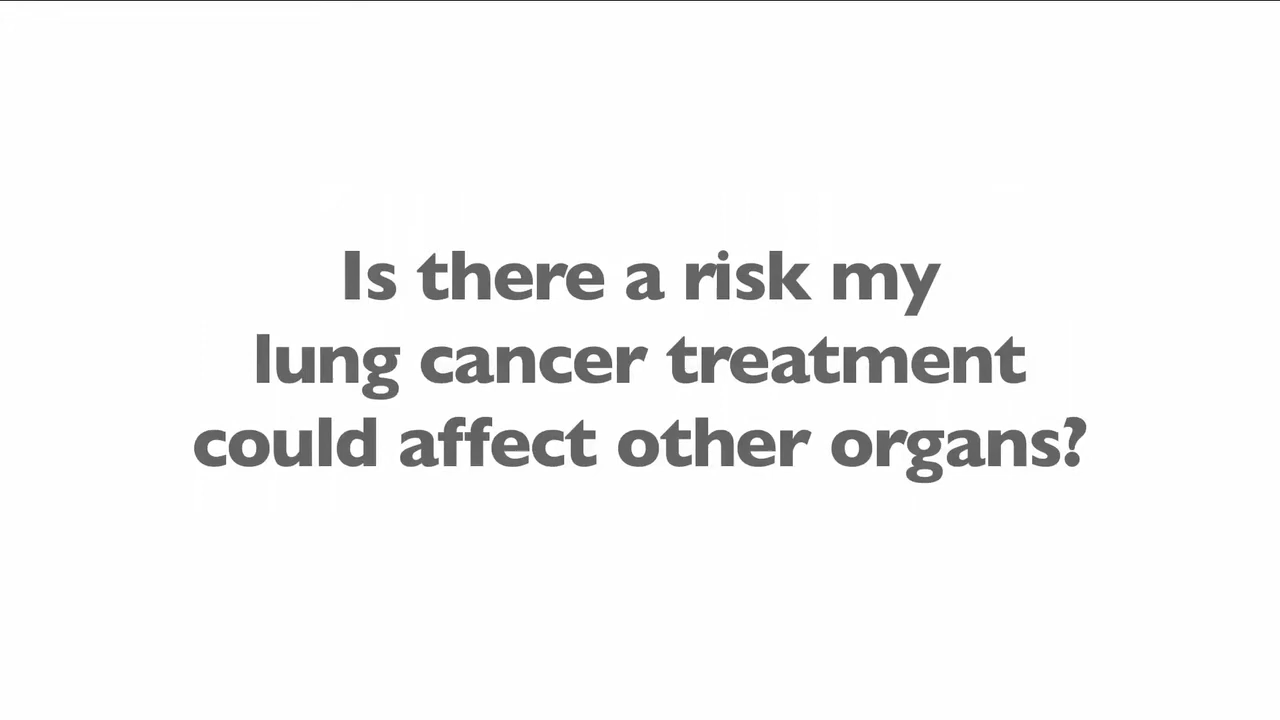 Is there a risk my
lung cancer treatment
could affect other organs?